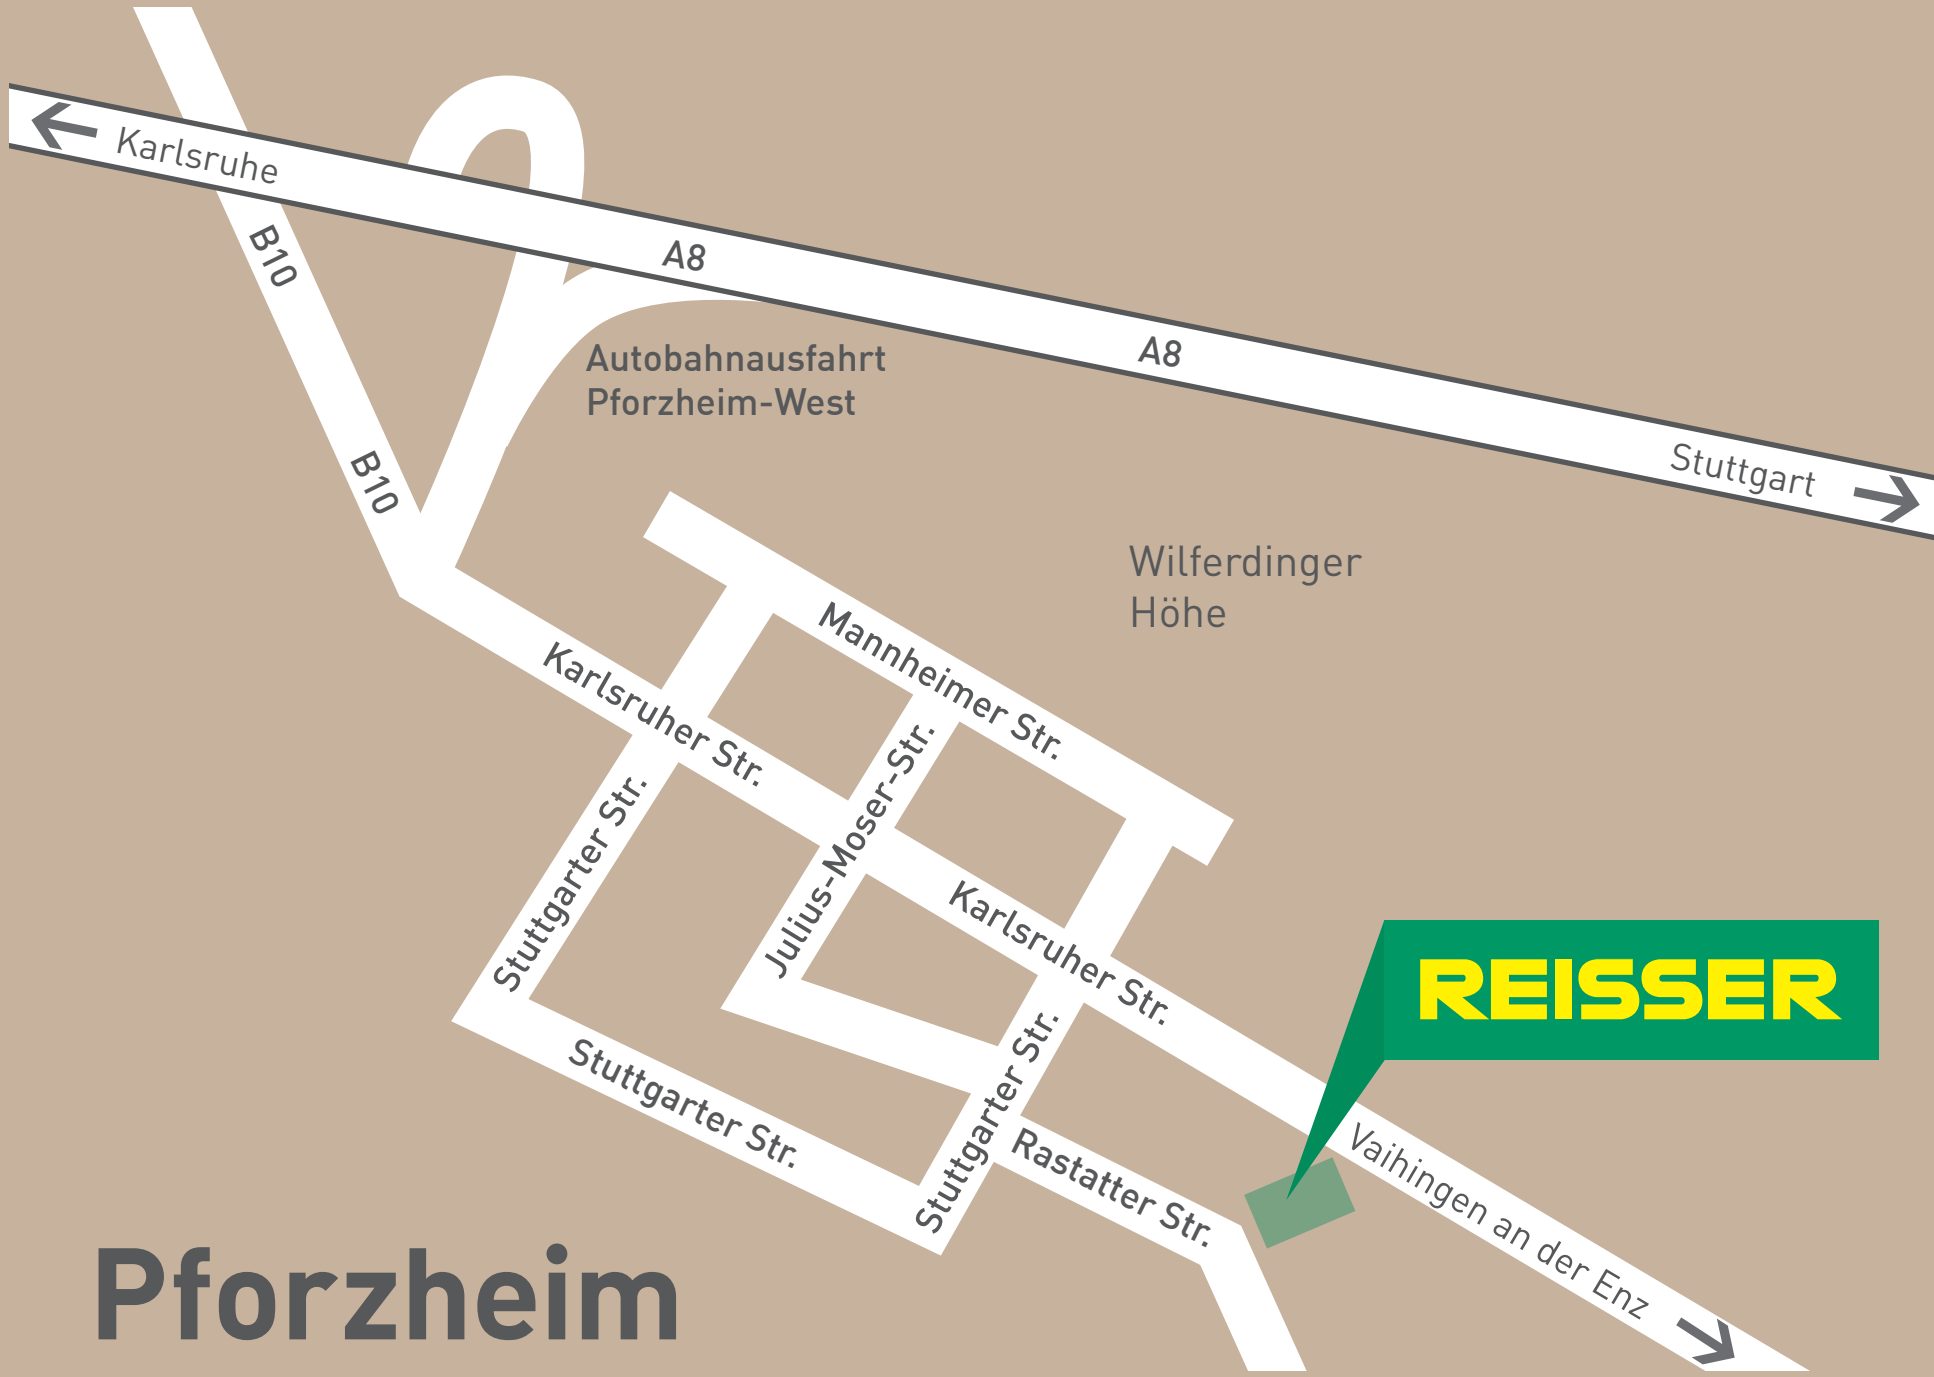 Karlsruhe
B10
A8
Autobahnausfahrt
Pforzheim-West
A8
Stuttgart
B10
Wilferdinger
Höhe
Mannheimer Str.
Karlsruher Str.
Stuttgarter Str.
Julius-Moser-Str.
Karlsruher Str.
REISSER
Stuttgarter Str.
Stuttgarter Str.
Rastatter Str.
Vaihingen an der Enz
Pforzheim